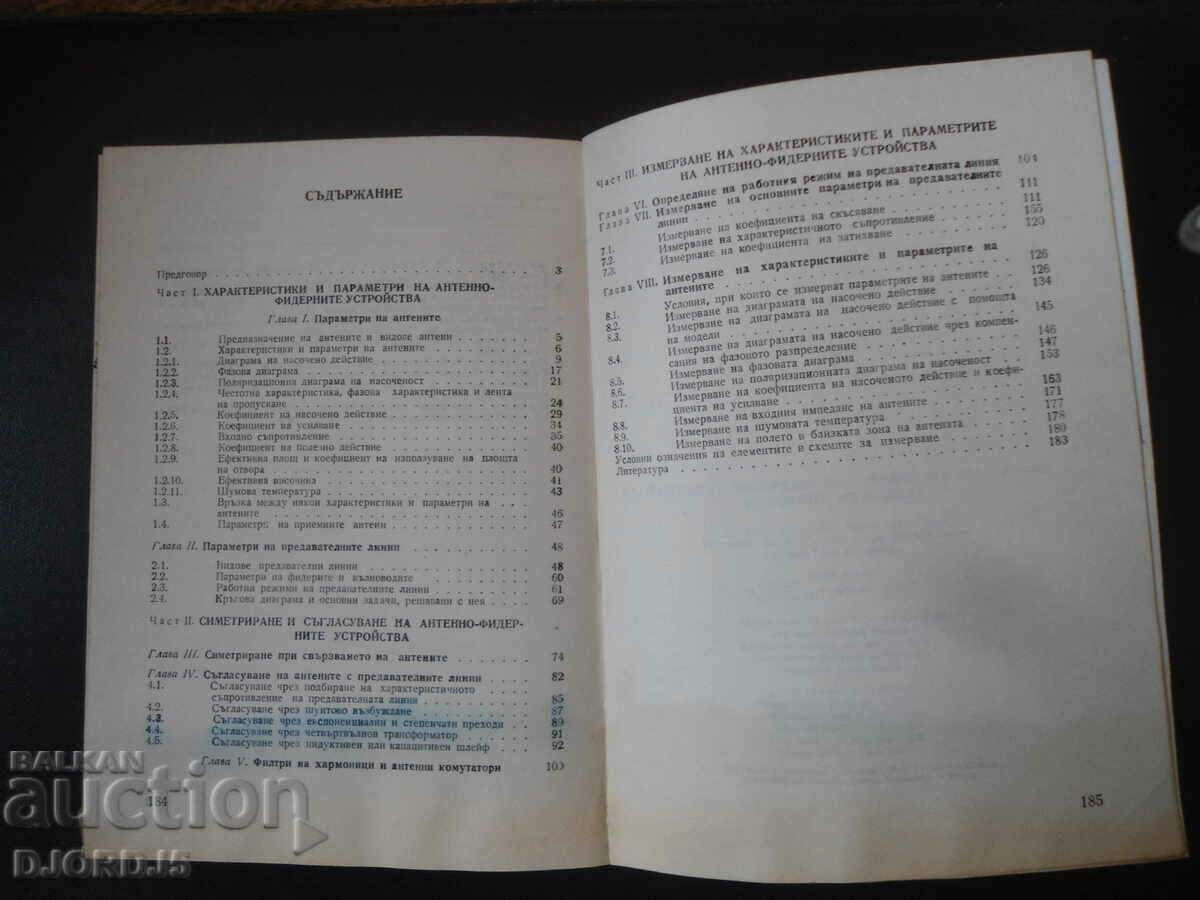 СЪДЪРЖАНИЕ
Предговор . . . 3
Част I. ХАРАКТЕРИСТИКИ И ПАРАМЕТРИ НА АНТЕННО-
ФИДЕРНИТЕ УСТРОЙСТВА
Глава I. Параметри на антените
1.1. Предназначение на антените и видове антени . . . 5
1.2. Характеристики и параметри на антените . . . 6
1.2.1. Диаграма на насочено действие . . . 9
1.2.2. Фазова диаграма . . . 17
1.2.3. Поляризационна диаграма на насоченост . . . 21
1.2.4. Честотна характеристика, фазова характеристика и лента
на пропускане . . . 24
1.2.5. Коефициент на насочено действие . . . 29
1.2.6. Коефициент на усилване . . . 34
1.2.7. Входно съпротивление . . . 35
1.2.8. Коефициент на полезно действие . . . 40
1.2.9. Ефективна площ и коефициент на използуване на площта
на отвора . . . 40
1.2.10. Ефективна височина . . . 41
1.2.11. Шумова температура . . . 43
1.3. Връзка между някои характеристики и параметри на . . .
антените . . . 46
1.4. Параметри на приемните антени . . . 47
Глава II. Параметри на предавателните линии . . . 48
2.1. Видове предавателни линии . . . 48
2.2. Параметри на фидерите и вълноводите . . . 60
2.3. Работни режими на предавателните линии . . . 61
2.4. Кръгова диаграма и основни задачи, решавани с нея . . . 69
Част II. СИМЕТРИРАНЕ И СЪГЛАСУВАНЕ НА АНТЕННО-ФИДЕР-
НИТЕ УСТРОЙСТВА
Глава III. Симетриране при свързването на антените . . . 74
Глава IV. Съгласуване на антените с предавателните линии . . . 82
4.1. Съгласуване чрез подбиране на характеристичното
съпротивление на предавателната линия . . . 85
4.2. Съгласуване чрез шунтово възбуждане . . . 87
4.3. Съгласуване чрез експоненциални и степенчати преходи . . 89
4.4. Съгласуване чрез четвъртвълнов трансформатор . . . 91
4.5. Съгласуване чрез индуктивен или капацитивен шлейф . . . 92
Глава V. Филтри на хармоници и антенни комутатори
184
Част III. ИЗМЕРВАНЕ НА ХАРАКТЕРИСТИКИТЕ И ПАРАМЕТРИТЕ
НА АНТЕННО-ФИДЕРНИТЕ УСТРОЙСТВА
Глава VI. Определяне на работния режим на предавателната линия 104
Глава VII. Измерване на основните параметри на предавателните
линии . . . 111
7.1. Измерване на коефициента на скъсяване . . . 111
7.2. Измерване на характеристичното съпротивление . . . 155
7.3. Измерване на коефициента на затихване . . . 120
Глава VIII. Измерване на характеристиките и параметрите на
антените . . . 126
8.1. Условия, при които се измерват параметрите на антените . 126
8.2. Измерване на диаграмата на насочено действие . . . 134
8.3. Измерване на диаграмата на насочено действие с помощта
на модели . . . 145
8.4. Измерване на диаграмата на насочено действие чрез компен-
сация на фазовото разпределение . . . 146
8.5. Измерване на фазовата диаграма . . . 147
8.6. Измерване на поляризационната диаграма на насоченост . 153
8.7. Измерване на коефициента на насоченото действие и коефи-
циента на усилване . . . 163
8.8. Измерване на входния импеданс на антените . . . 171
8.9. Измерване на шумовата температура . . . 177
8.10. Измерване на полето в близката зона на антената . . . 178
Условни означения на елементите в схемите за измерване . . . 180
Литература . . . 183
185
BALKAN
auction
DJORDJ5